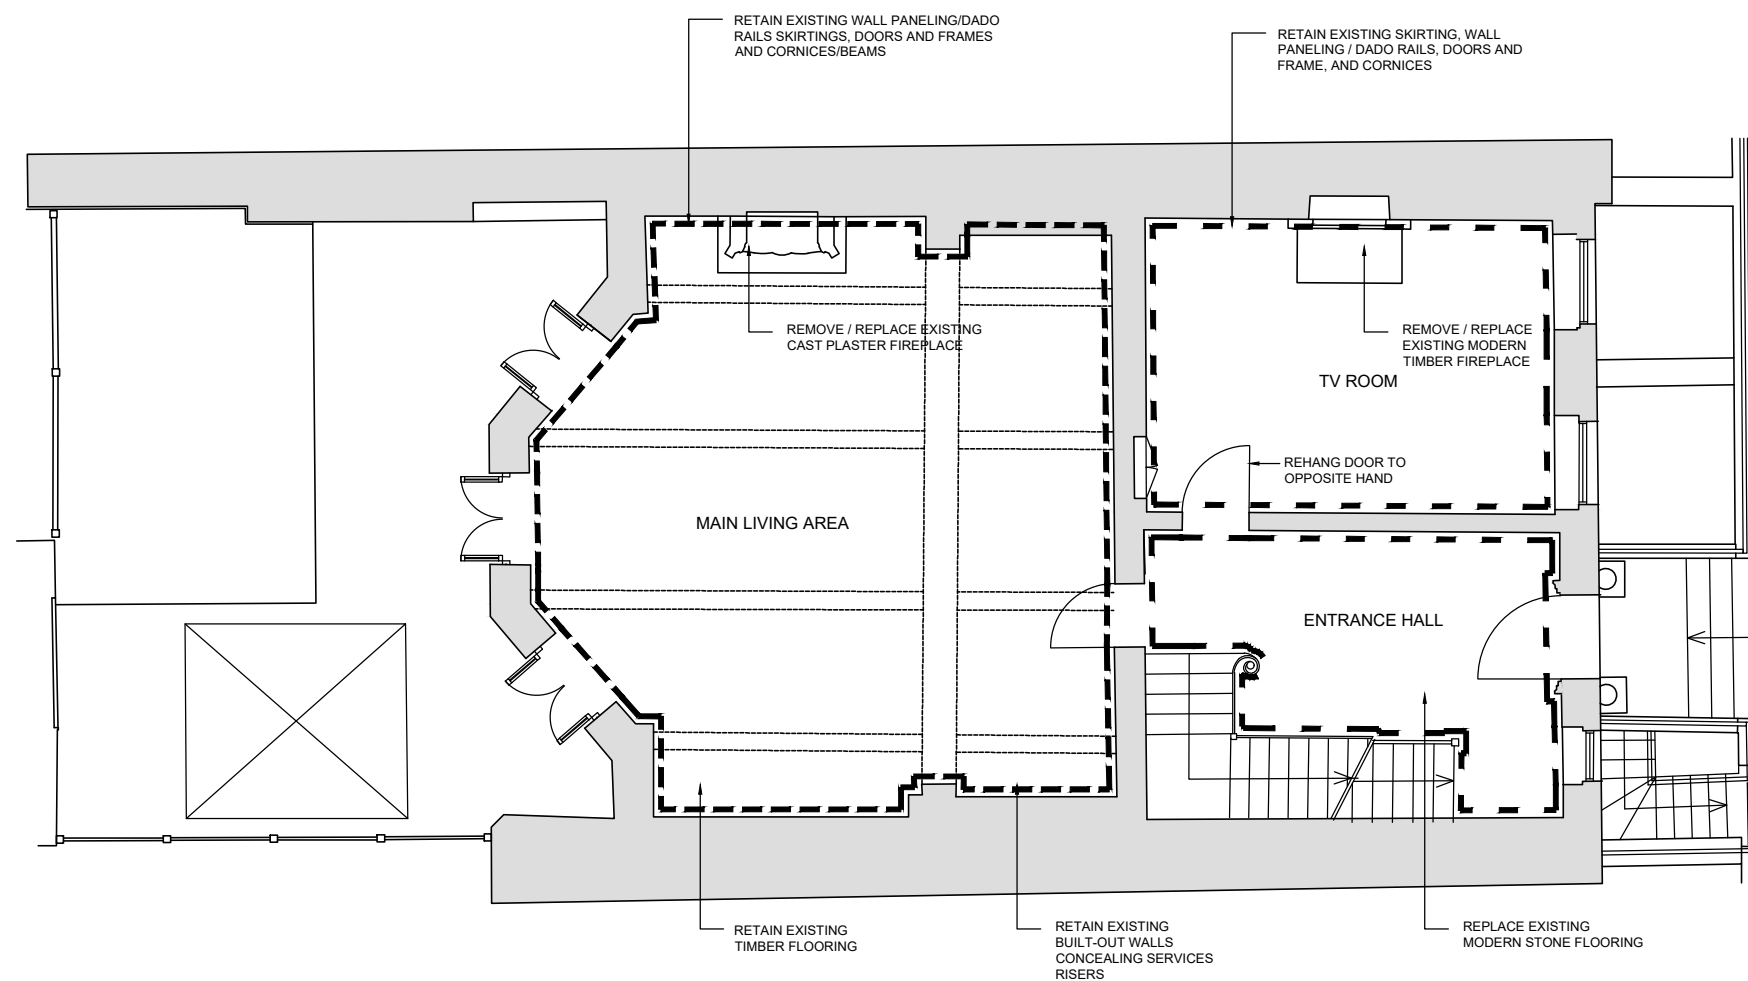 RETAIN EXISTING WALL PANELING/DADO
RAILS SKIRTINGS, DOORS AND FRAMES
AND CORNICES/BEAMS
RETAIN EXISTING SKIRTING, WALL
PANELING / DADO RAILS, DOORS AND
FRAME, AND CORNICES
REMOVE / REPLACE EXISTING
CAST PLASTER FIREPLACE
REMOVE / REPLACE
EXISTING MODERN
TIMBER FIREPLACE
TV ROOM
REHANG DOOR TO
OPPOSITE HAND
MAIN LIVING AREA
ENTRANCE HALL
RETAIN EXISTING
TIMBER FLOORING
RETAIN EXISTING
BUILT-OUT WALLS
CONCEALING SERVICES
RISERS
REPLACE EXISTING
MODERN STONE FLOORING